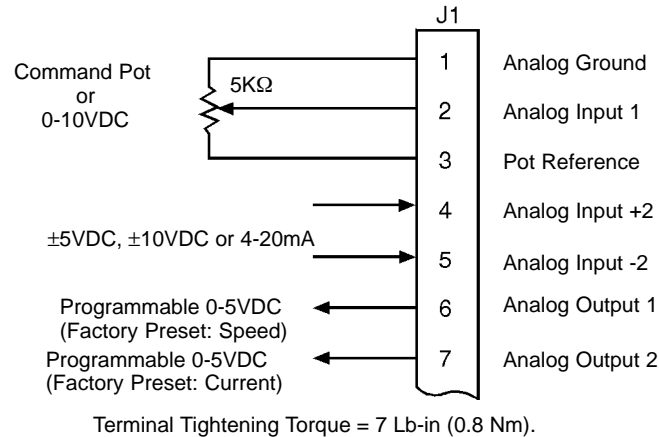 J1
Command Pot
or
0-10VDC
5KΩ
1 Analog Ground
2 Analog Input 1
3 Pot Reference
4 Analog Input +2
±5VDC, ±10VDC or 4-20mA
5 Analog Input -2
Programmable 0-5VDC
(Factory Preset: Speed)
6 Analog Output 1
Programmable 0-5VDC
(Factory Preset: Current)
7 Analog Output 2
Terminal Tightening Torque = 7 Lb-in (0.8 Nm).